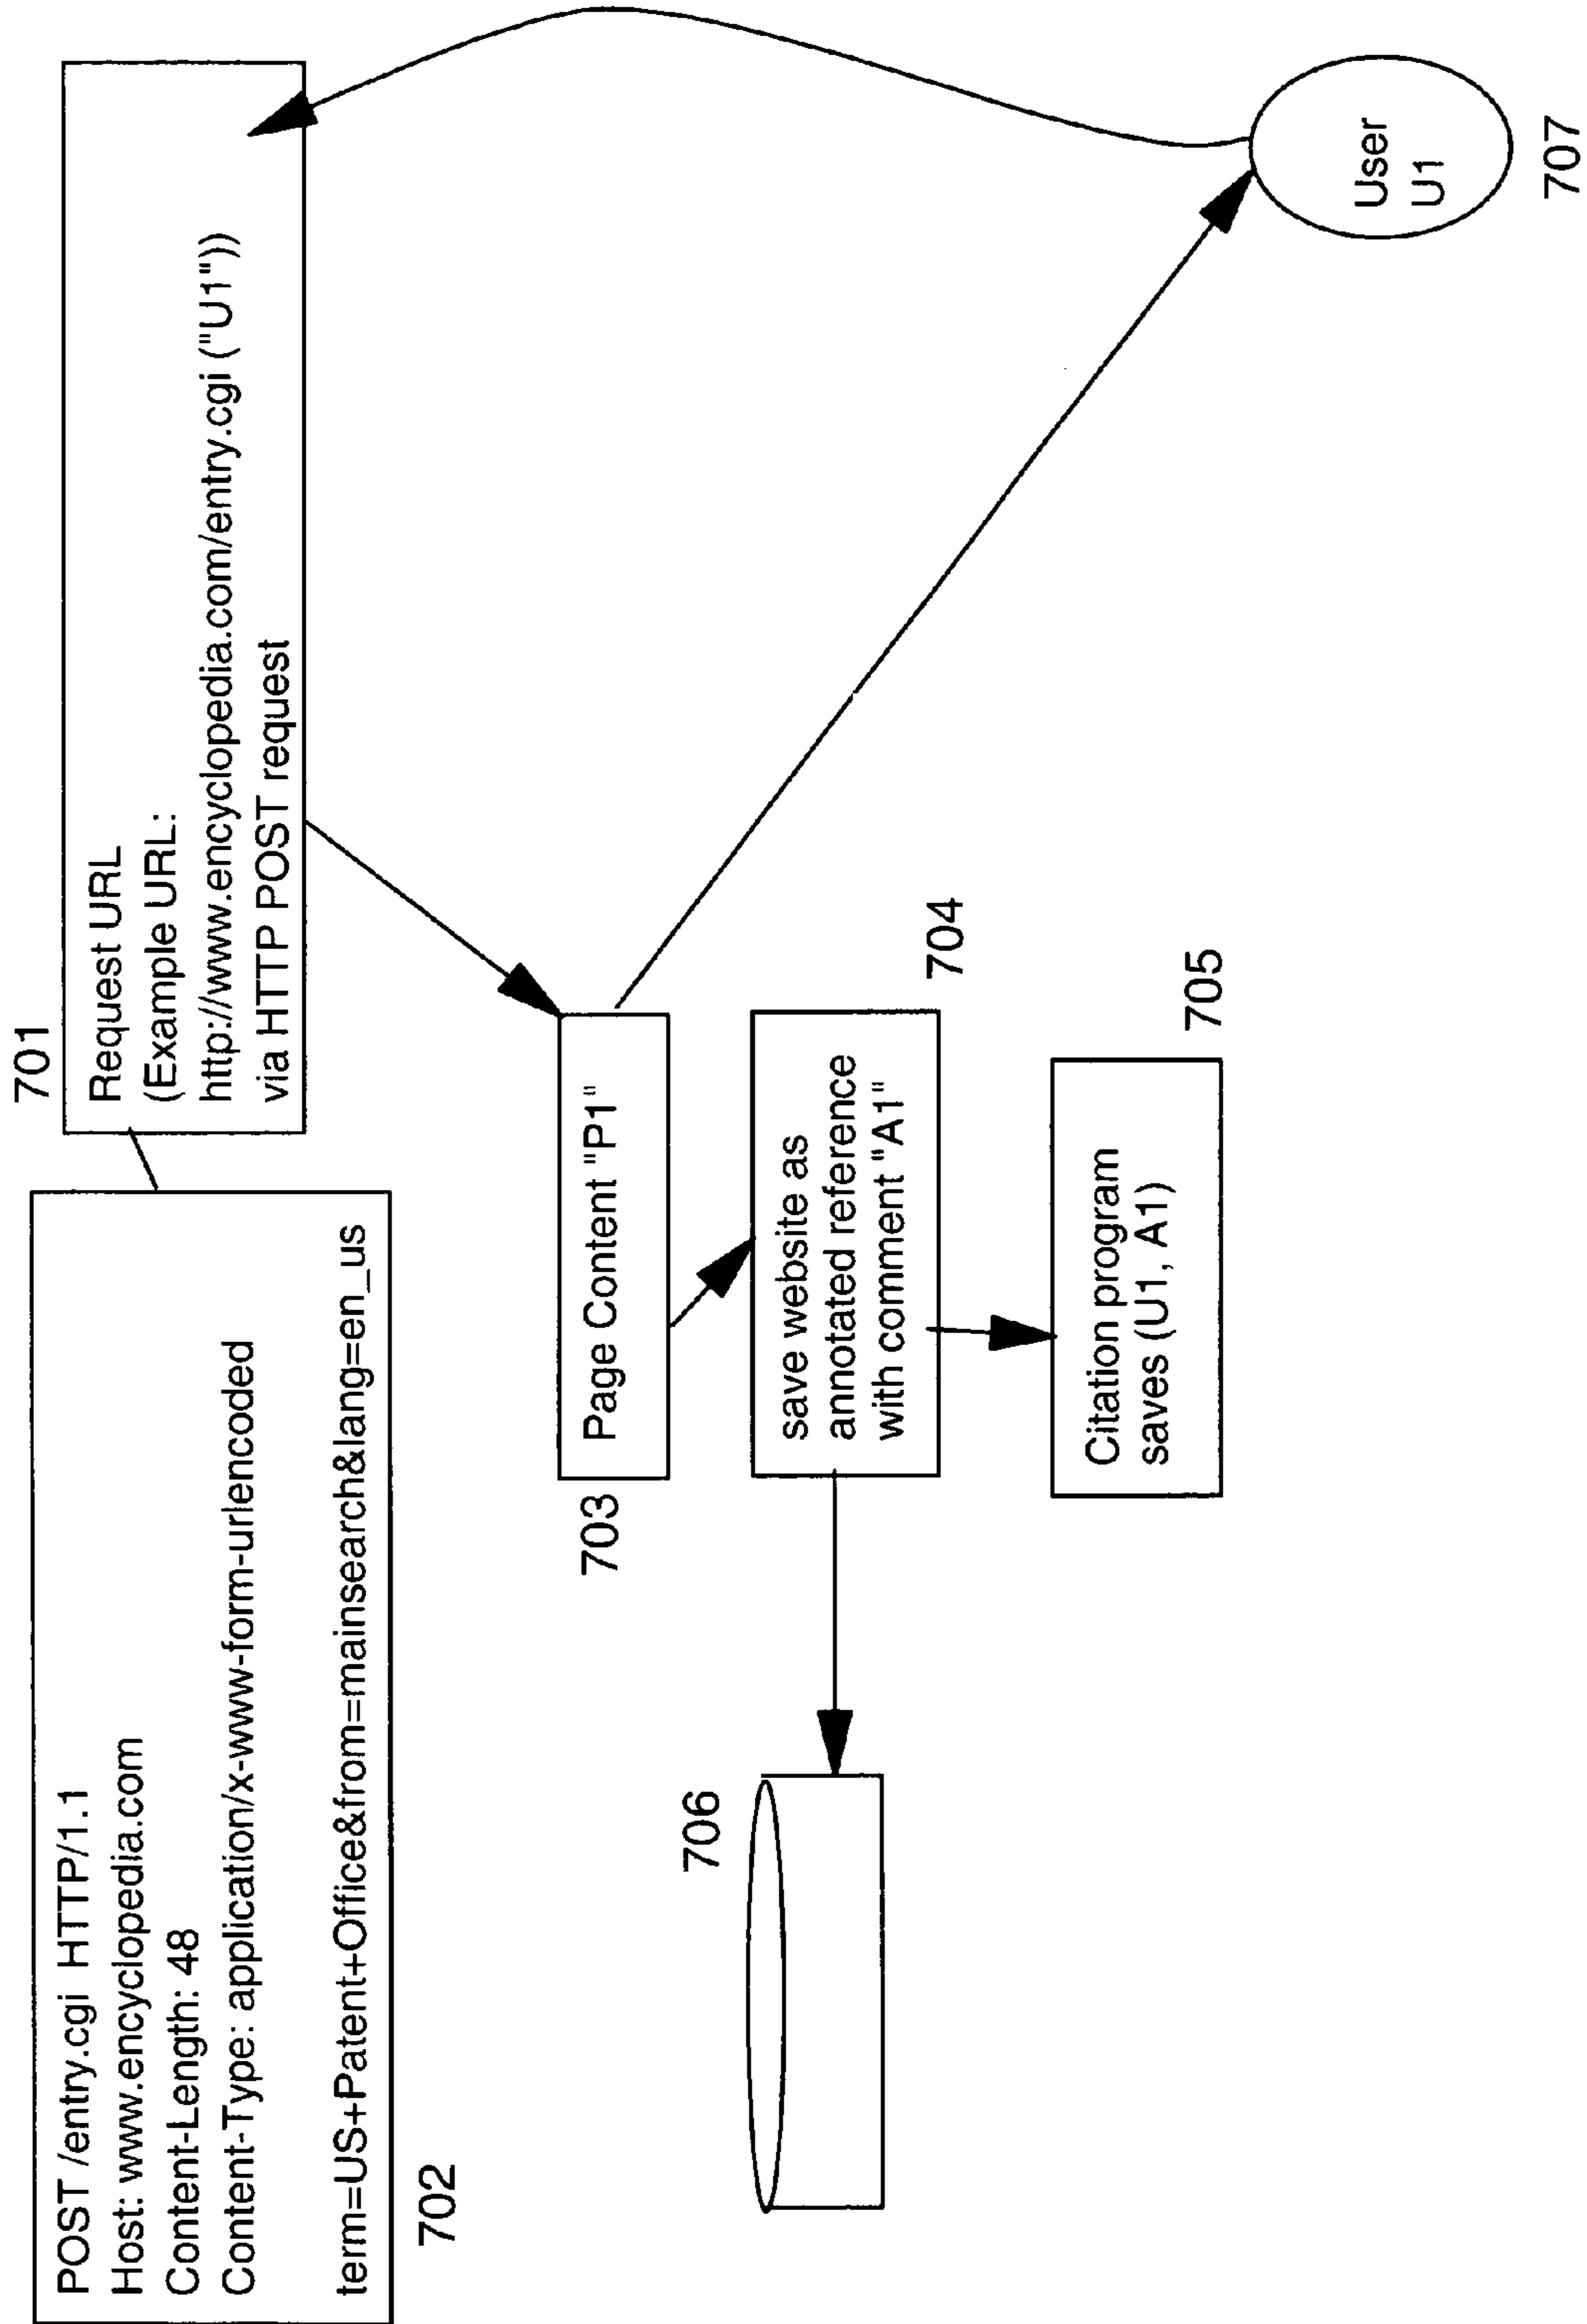 701
Request URL
(Example URL:
http://www.encyclopedia.com/entry.cgi ("U1"))
via HTTP POST request
POST /entry.cgi HTTP/1.1
Host: www.encyclopedia.com
Content-Length: 48
Content-Type: application/x-www-form-urlencoded
term=US+Patent+Office&from=mainsearch&lang=en_us
702
703
Page Content "P1"
704
save website as
annotated reference
with comment "A1"
705
Citation program
saves (U1, A1)
706
User
U1
707